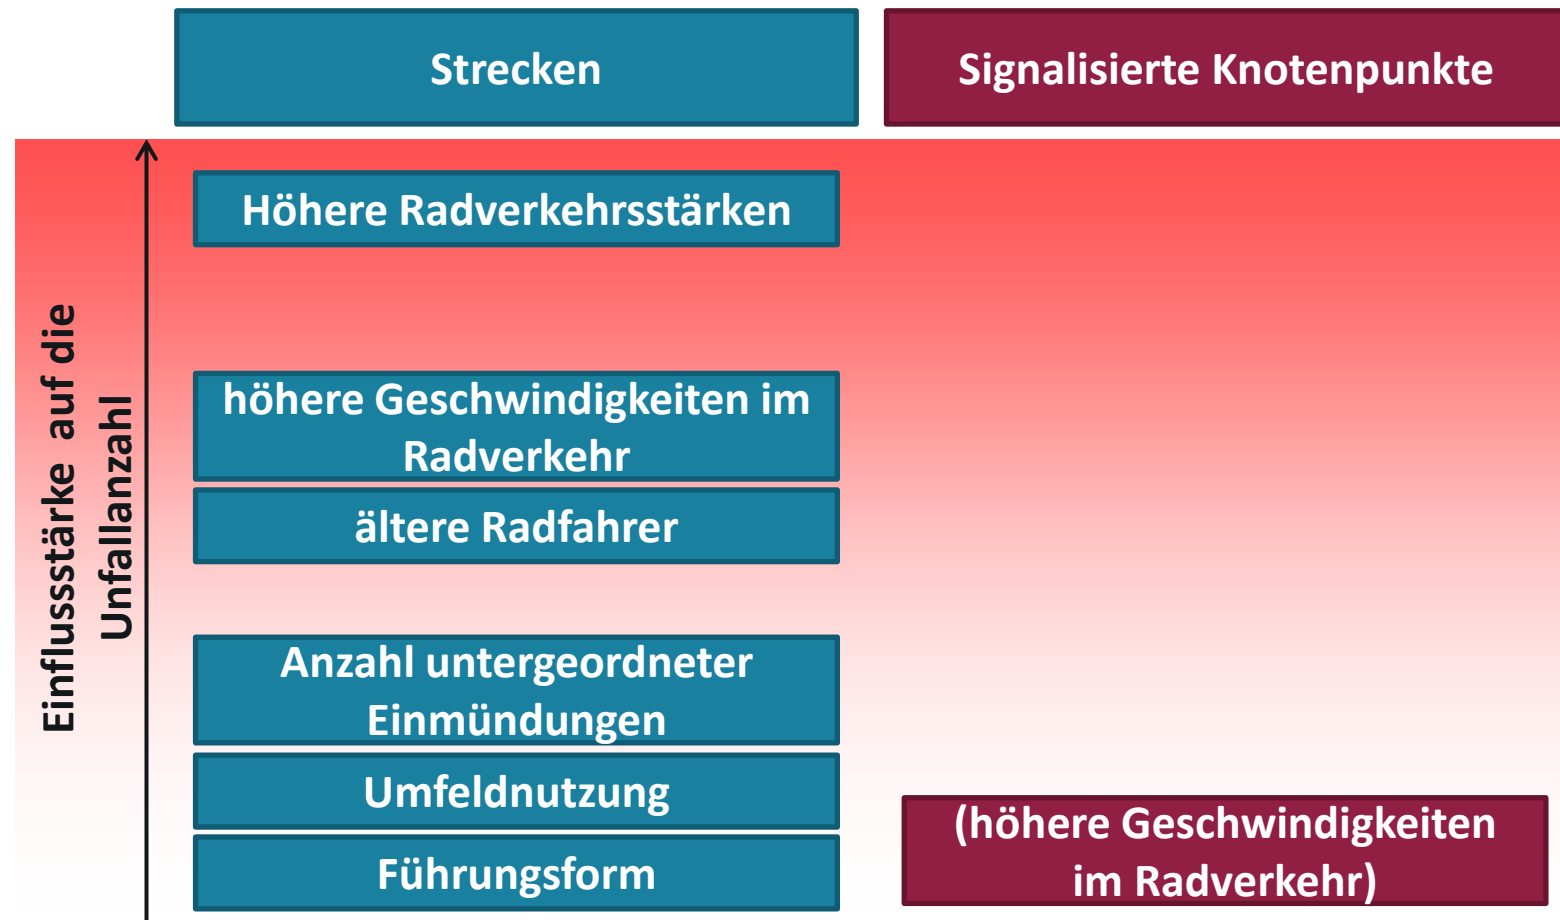 Strecken
Signalisierte Knotenpunkte
Einflussstärke auf die
Unfallanzahl
Höhere Radverkehrsstärken
höhere Geschwindigkeiten im
Radverkehr
ältere Radfahrer
Anzahl untergeordneter
Einmündungen
Umfeldnutzung
Führungsform
(höhere Geschwindigkeiten
im Radverkehr)